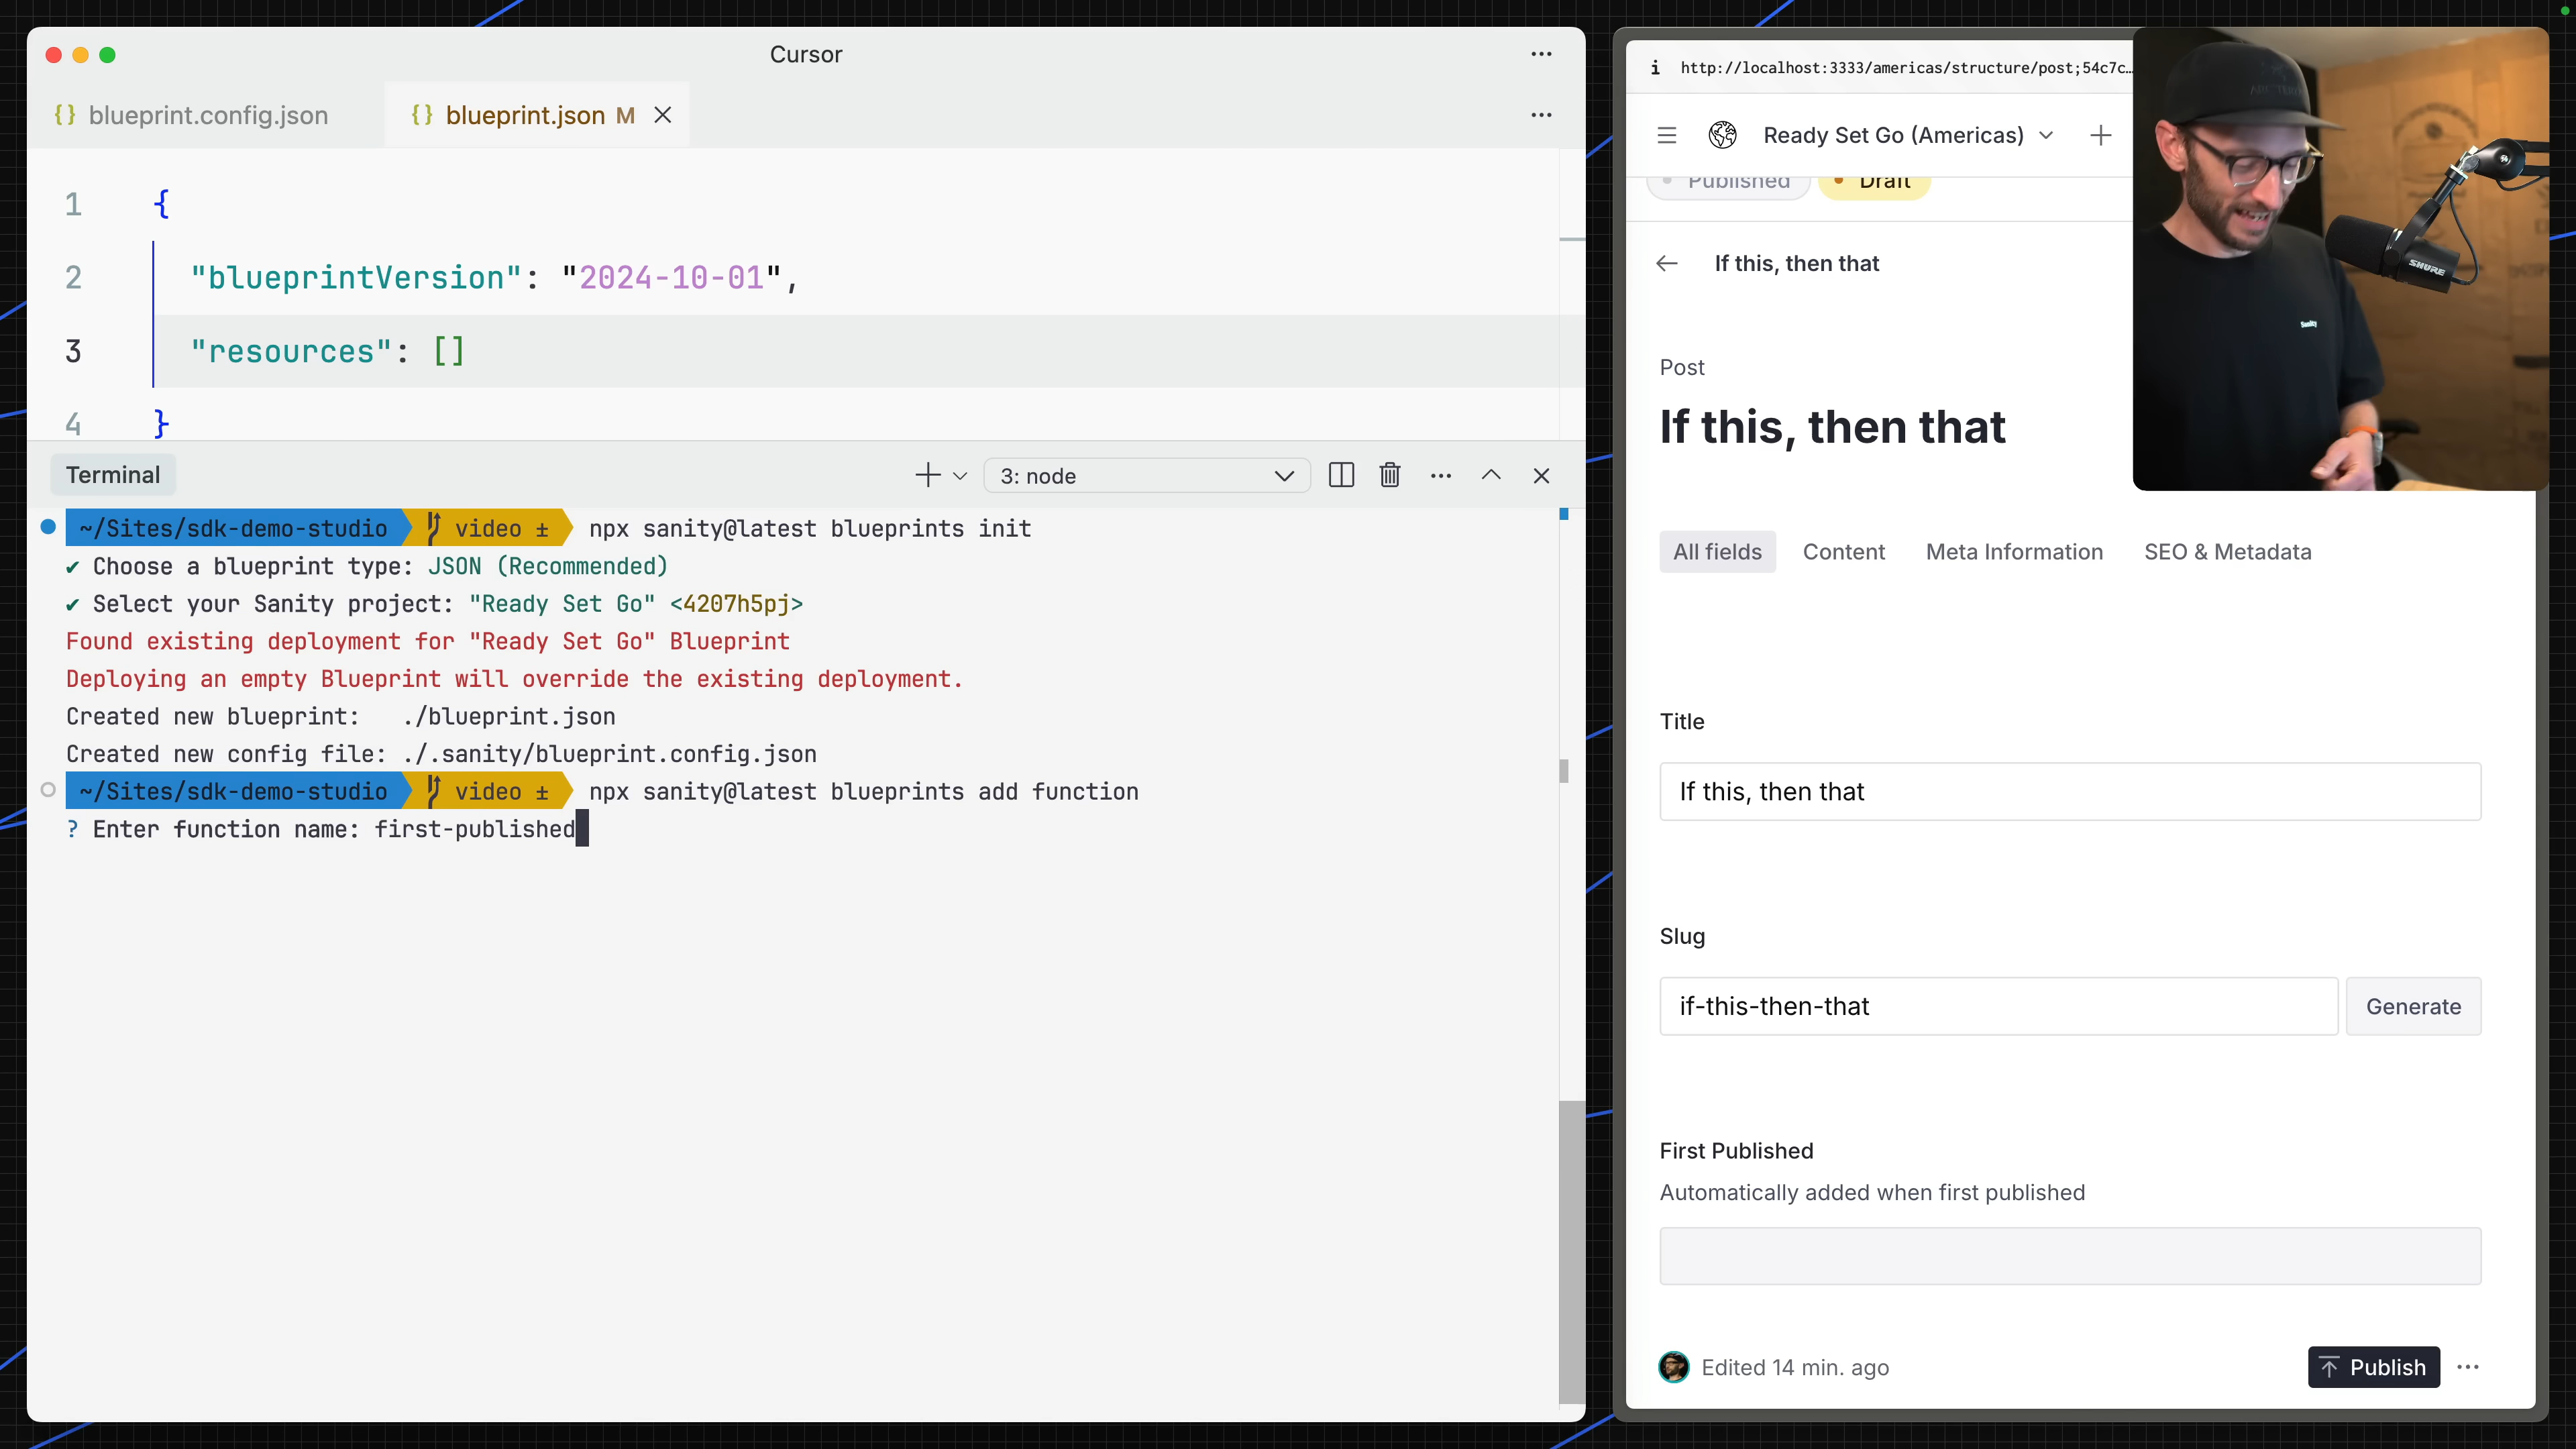 Cursor
blueprint.config.json
blueprint.json M
1 {
2 "blueprintVersion": "2024-10-01",
3 "resources": []
4 }
Terminal
3: node
~/Sites/sdk-demo-studio video ± npx sanity@latest blueprints init
✔ Choose a blueprint type: JSON (Recommended)
✔ Select your Sanity project: "Ready Set Go" <4207h5pj>
Found existing deployment for "Ready Set Go" Blueprint
Deploying an empty Blueprint will override the existing deployment.
Created new blueprint: ./blueprint.json
Created new config file: ./.sanity/blueprint.config.json
~/Sites/sdk-demo-studio video ± npx sanity@latest blueprints add function
? Enter function name: first-published
http://localhost:3333/americas/structure/post;54c7c…
Ready Set Go (Americas)
Published Draft
If this, then that
Post
If this, then that
All fields Content Meta Information SEO & Metadata
Title
If this, then that
Slug
if-this-then-that
Generate
First Published
Automatically added when first published
Edited 14 min. ago
Publish
SHURE
Sanity